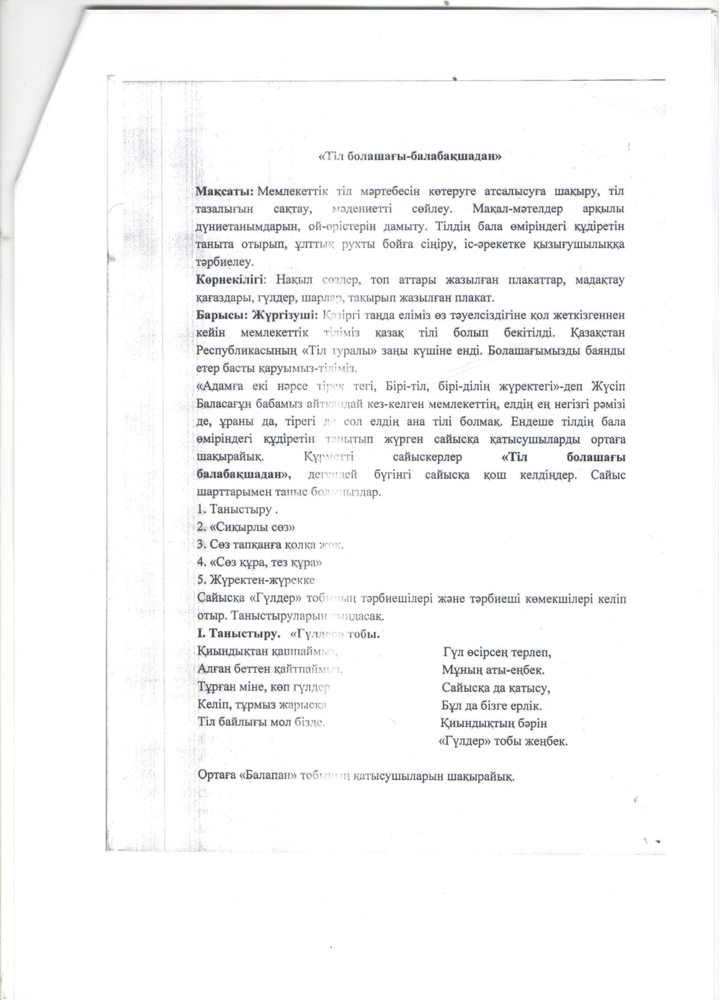 «Тіл болашағы-балабақшадан»
Мақсаты: Мемлекеттік тіл мәртебесін көтеруге атсалысуға шақыру, тіл
тазалығын сақтау, мәдениетті сөйлеу. Мақал-мәтелдер арқылы
дүниетанымдарын, ой-өрістерін дамыту. Тілдің бала өміріндегі құдіретін
таныта отырып, ұлттық рухты бойға сіңіру, іс-әрекетке қызығушылыққа
тәрбиелеу.
Көрнекілігі: Нақыл сөздер, топ аттары жазылған плакаттар, мадақтау
қағаздары, гүлдер, шарлар, тақырып жазылған плакат.
Барысы: Жүргізуші: Қазіргі таңда еліміз өз тәуелсіздігіне қол жеткізгеннен
кейін мемлекеттік тіліміз қазақ тілі болып бекітілді. Қазақстан
Республикасының «Тіл туралы» заңы күшіне енді. Болашағымызды баянды
етер басты қаруымыз-тіліміз.
«Адамға екі нәрсе тірек тегі, Бірі-тіл, бірі-ділің жүректегі»-деп Жүсіп
Баласағұн бабамыз айтқандай кез-келген мемлекеттің, елдің ең негізгі рәмізі
де, ұраны да, тірегі де сол елдің ана тілі болмақ. Ендеше тілдің бала
өміріндегі құдіретін танытып жүрген сайысқа қатысушыларды ортаға
шақырайық. Құрметті сайыскерлер «Тіл болашағы
балабақшадан», дегендей бүгінгі сайысқа қош келдіңдер. Сайыс
шарттарымен таныс болыңыздар.
1. Таныстыру .
2. «Сиқырлы сөз»
3. Сөз тапқанға қолқа жоқ.
4. «Сөз құра, тез құра»
5. Жүректен-жүрекке
Сайысқа «Гүлдер» тобының тәрбиешілері және тәрбиеші көмекшілері келіп
отыр. Таныстыруларын тыңдасақ.
I. Таныстыру. «Гүлдер» тобы.
Қиындықтан қашпаймыз,
Алған беттен қайтпаймыз.
Тұрған міне, көп гүлдер
Келіп, тұрмыз жарысқа
Тіл байлығы мол бізде.
Гүл өсірсең терлеп,
Мұның аты-еңбек.
Сайысқа да қатысу,
Бұл да бізге ерлік.
Қиындықтың бәрін
«Гүлдер» тобы жеңбек.
Ортаға «Балапан» тобының қатысушыларын шақырайық.